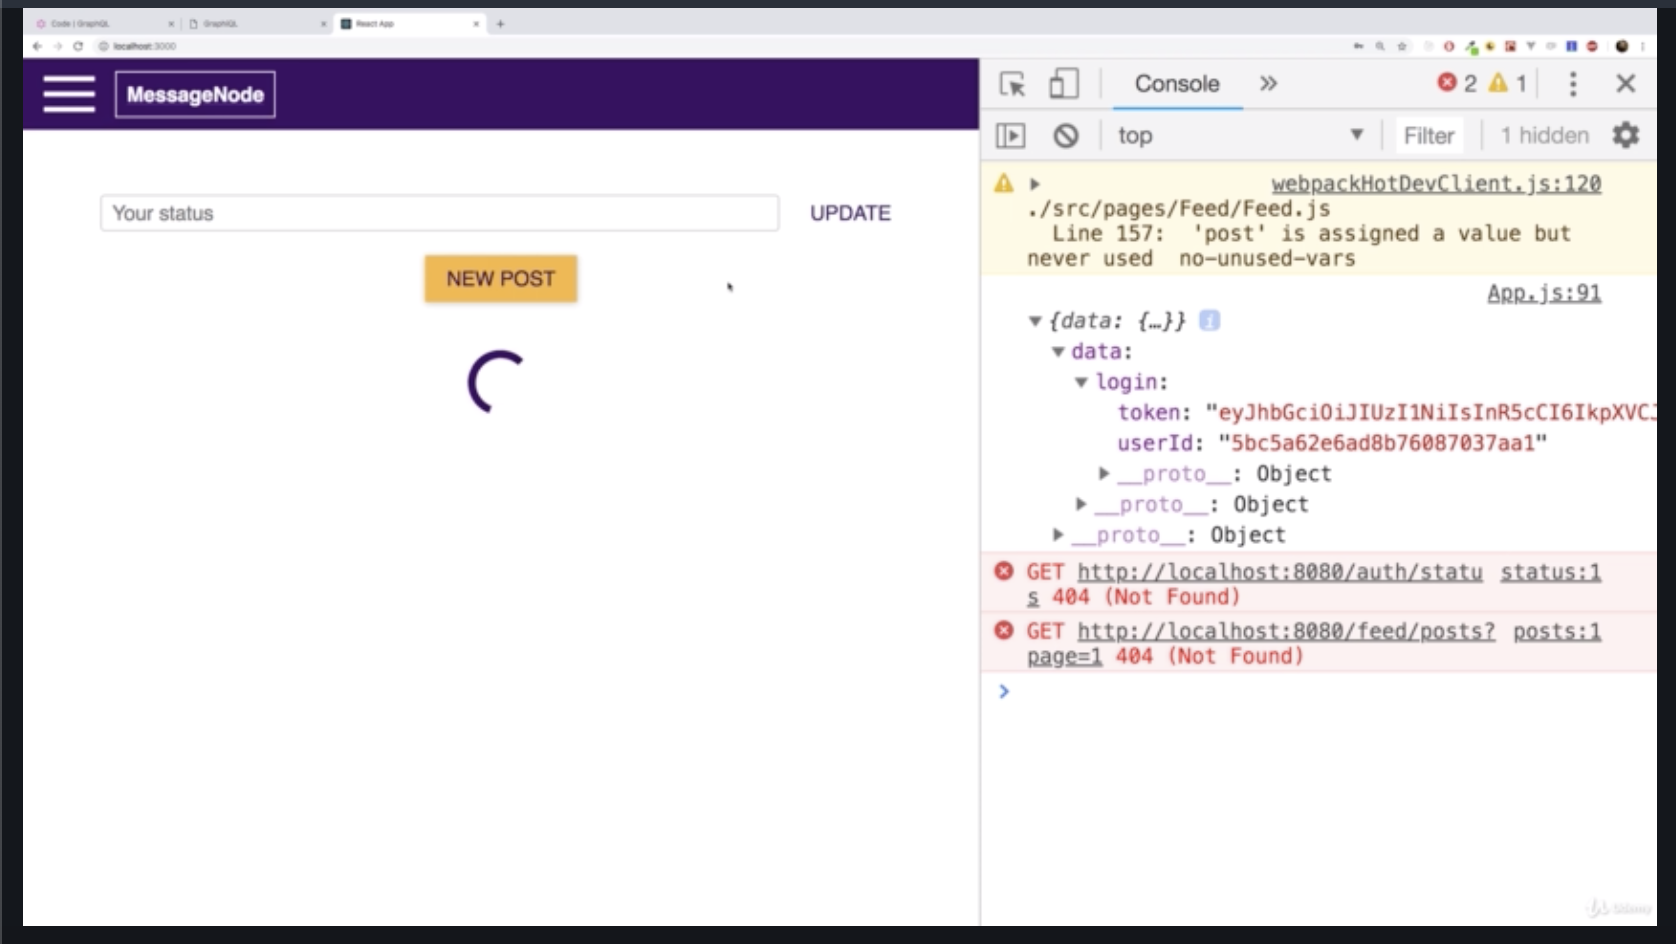 Code | GraphQL
GraphiQL
React App
localhost:3000
MessageNode
Your status
UPDATE
NEW POST
Console
2
1
top
Filter
1 hidden
webpackHotDevClient.js:120
./src/pages/Feed/Feed.js
Line 157: 'post' is assigned a value but
never used no-unused-vars
App.js:91
{data: {…}} i
data:
login:
token: "eyJhbGciOiJIUzI1NiIsInR5cCI6IkpXVCJ
userId: "5bc5a62e6ad8b76087037aa1"
__proto__: Object
__proto__: Object
__proto__: Object
GET http://localhost:8080/auth/statu status:1
s 404 (Not Found)
GET http://localhost:8080/feed/posts? posts:1
page=1 404 (Not Found)
Udemy